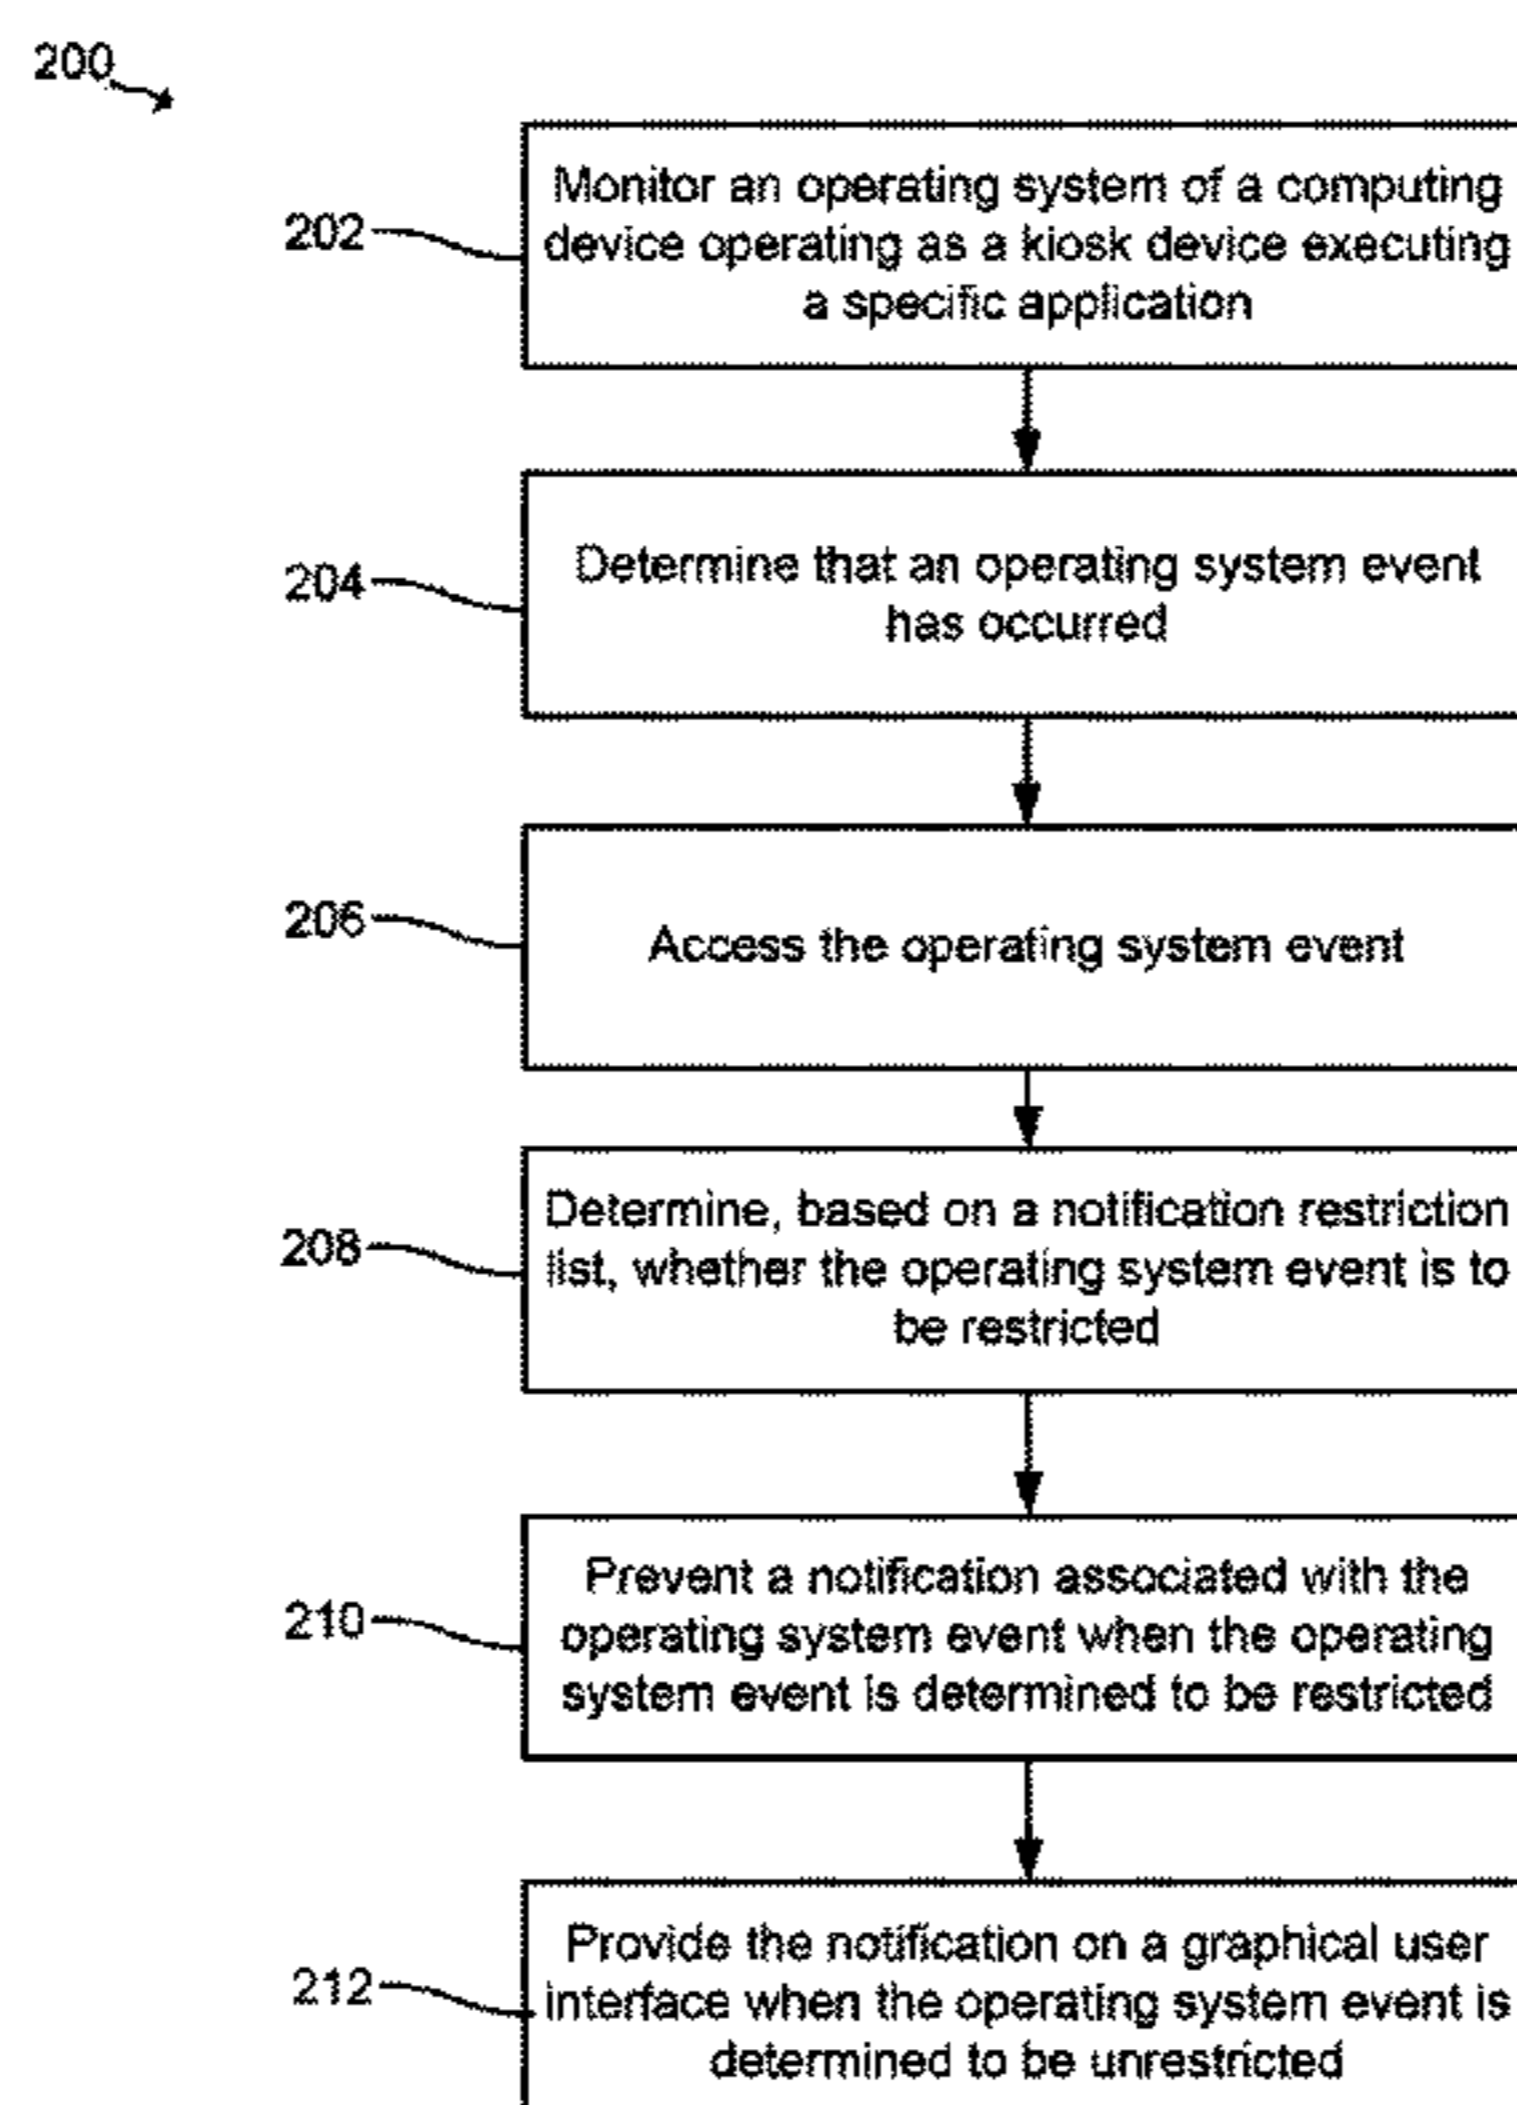 200
202
Monitor an operating system of a computing
device operating as a kiosk device executing
a specific application
204
Determine that an operating system event
has occurred
206
Access the operating system event
208
Determine, based on a notification restriction
list, whether the operating system event is to
be restricted
210
Prevent a notification associated with the
operating system event when the operating
system event is determined to be restricted
212
Provide the notification on a graphical user
interface when the operating system event is
determined to be unrestricted